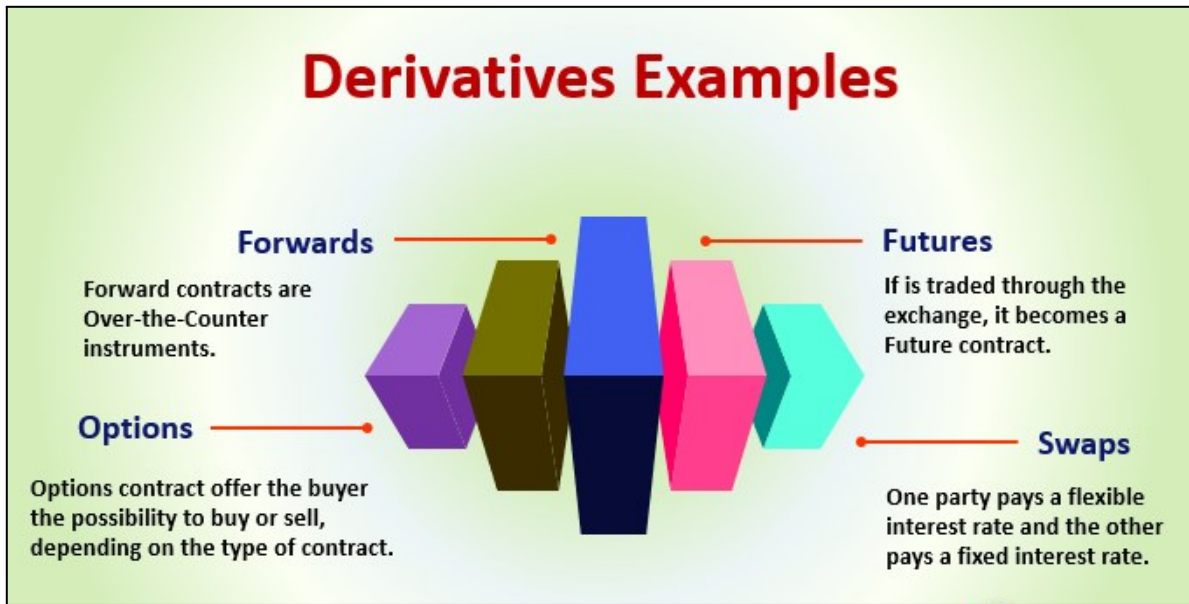 Derivatives Examples
Forwards
Forward contracts are
Over-the-Counter
instruments.
Futures
If is traded through the
exchange, it becomes a
Future contract.
Options
Options contract offer the buyer
the possibility to buy or sell,
depending on the type of contract.
Swaps
One party pays a flexible
interest rate and the other
pays a fixed interest rate.